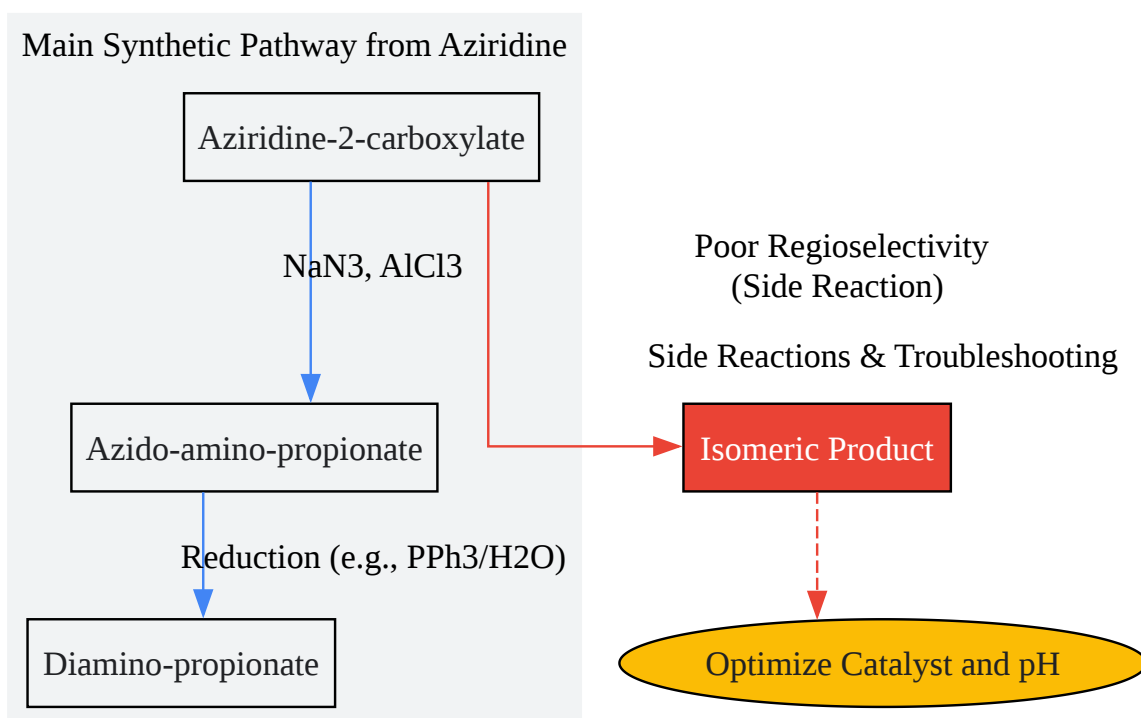 Main Synthetic Pathway from Aziridine
Aziridine-2-carboxylate
NaN3, AlCl3
Poor Regioselectivity
(Side Reaction)
Side Reactions & Troubleshooting
Azido-amino-propionate
Isomeric Product
Reduction (e.g., PPh3/H2O)
Diamino-propionate
Optimize Catalyst and pH